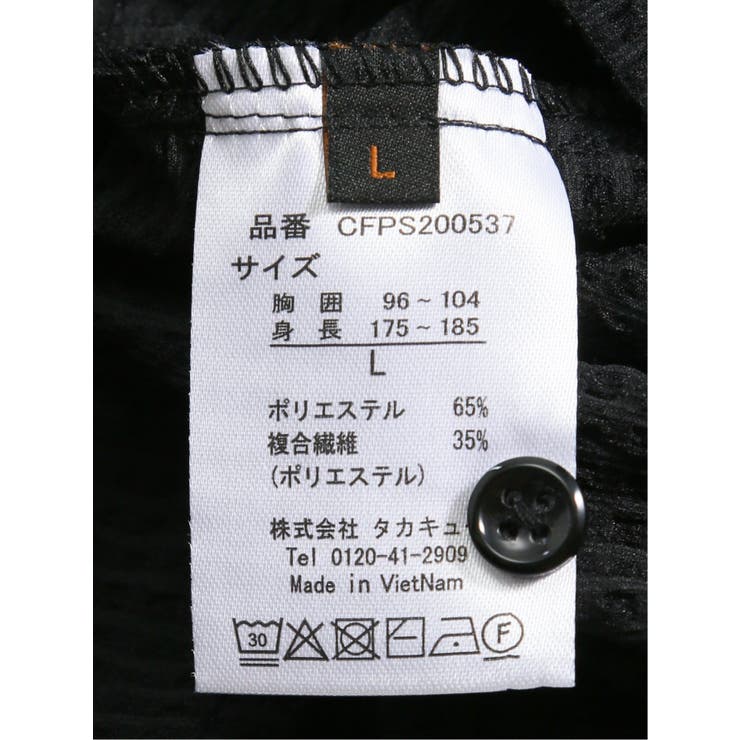 L
品番 CFPS200537
サイズ
胸囲 96~104
身長 175~185
L
ポリエステル 65%
複合繊維 35%
(ポリエステル)
株式会社 タカキュ
Tel 0120-41-2909
Made in VietNam
30 F